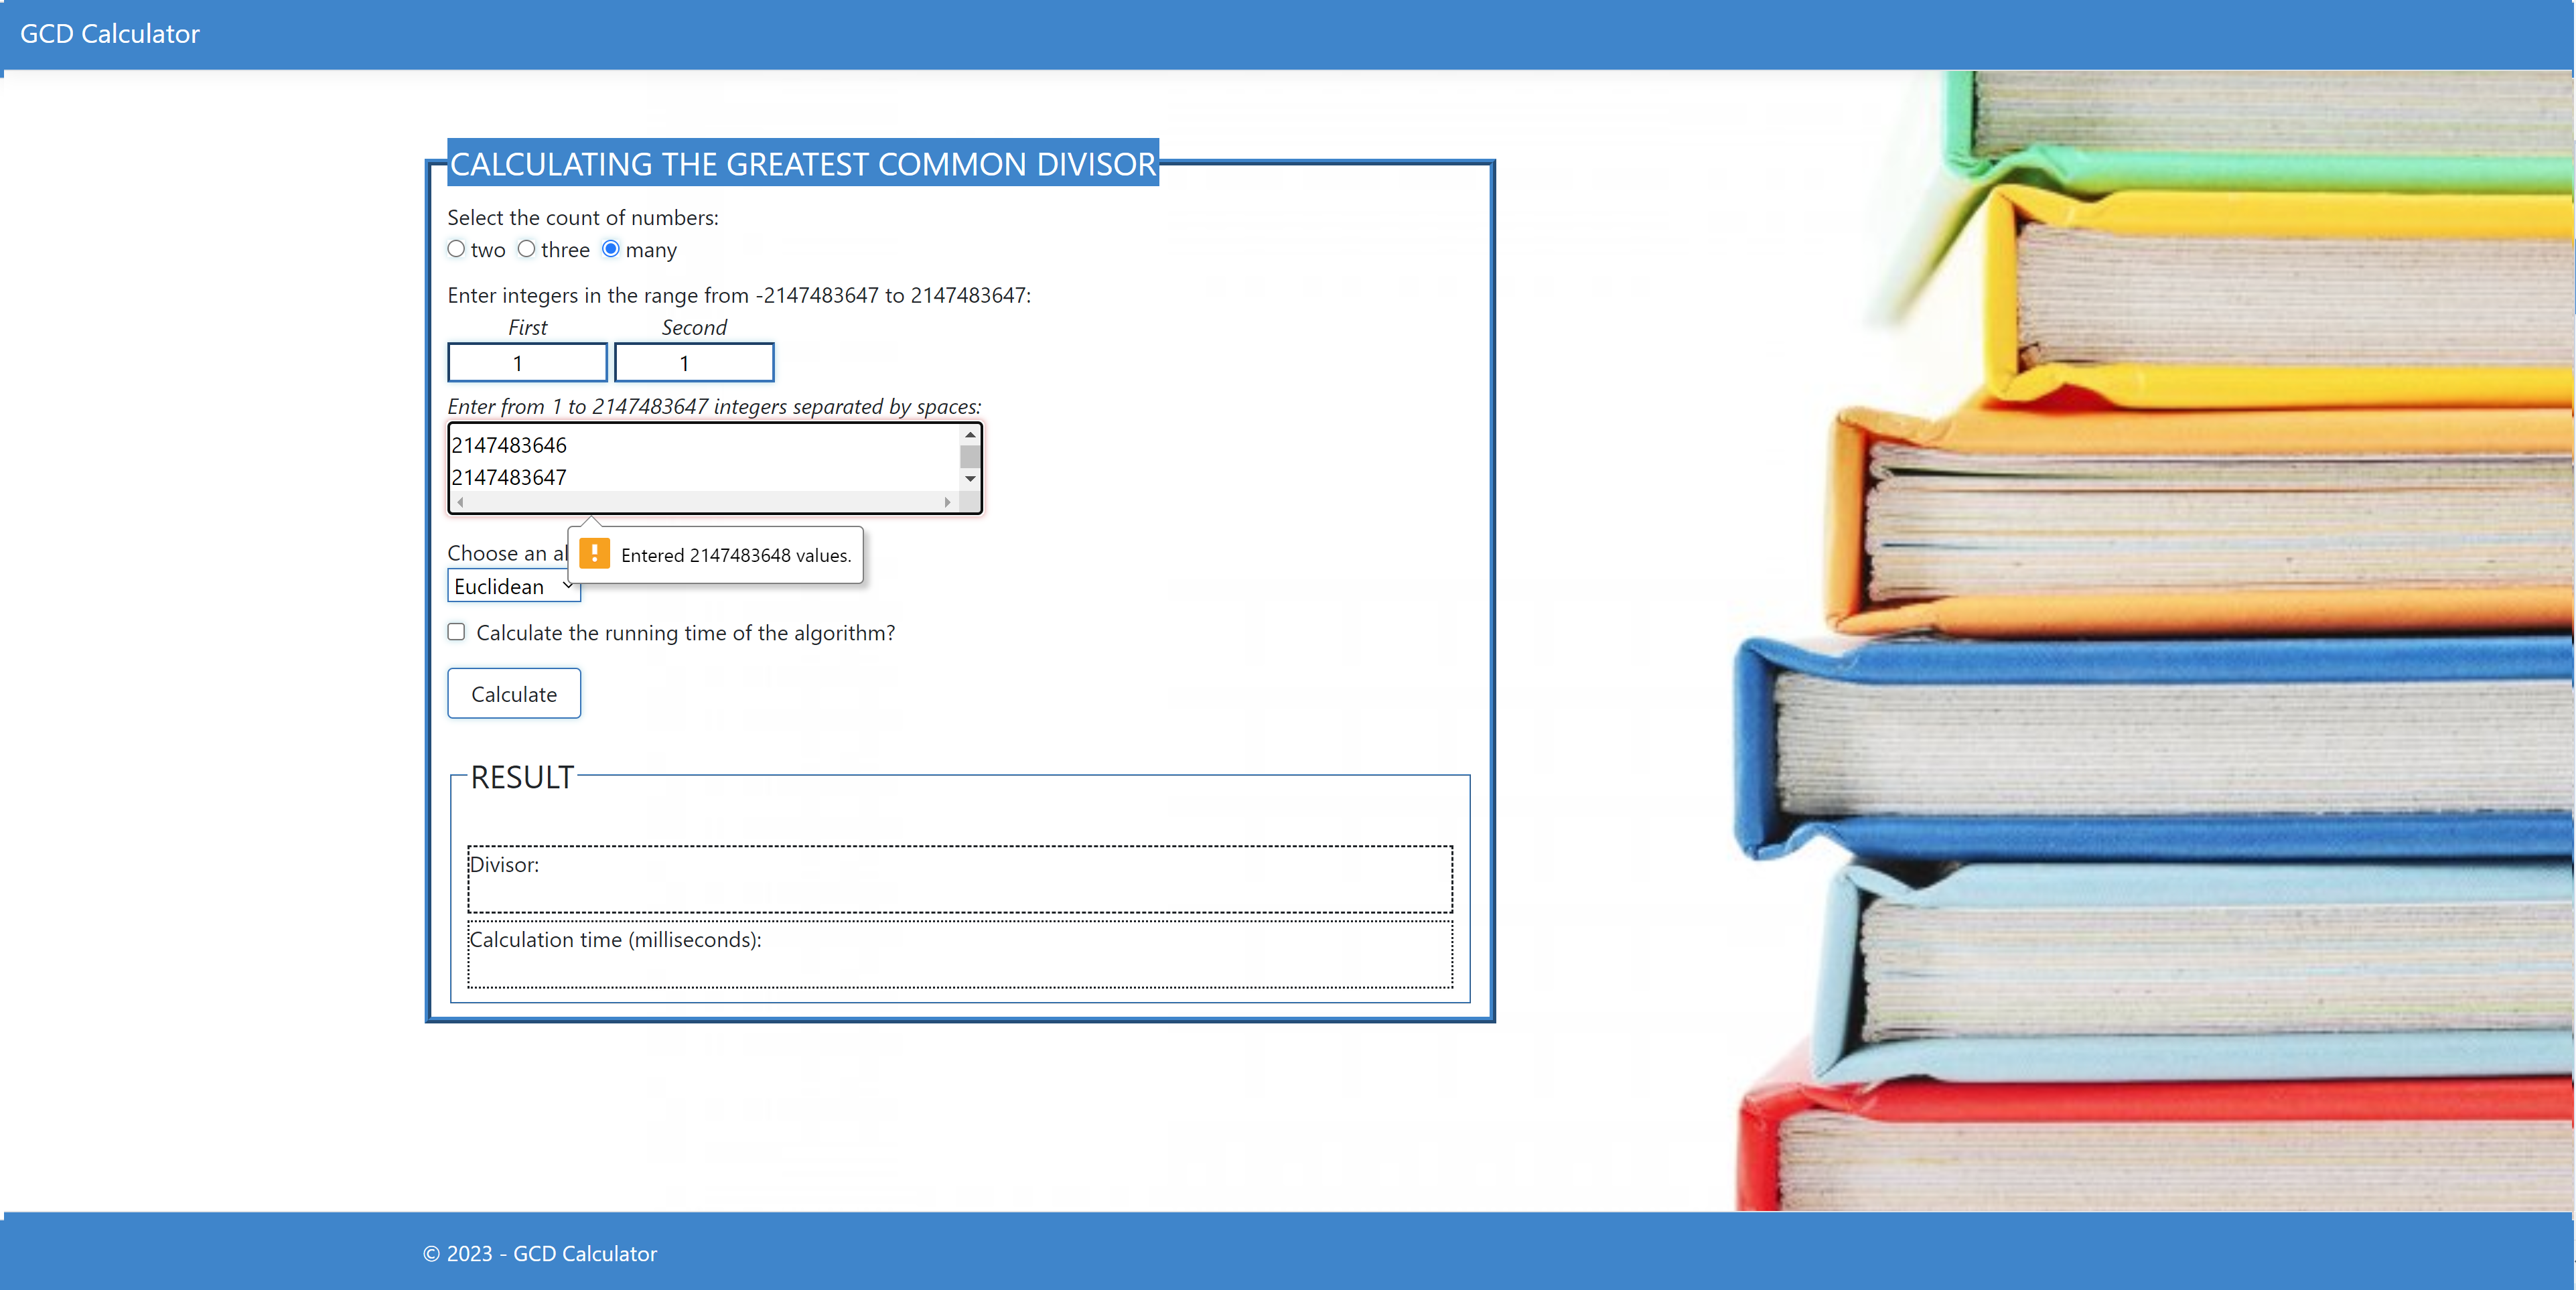 GCD Calculator
CALCULATING THE GREATEST COMMON DIVISOR
Select the count of numbers:
two three many
Enter integers in the range from -2147483647 to 2147483647:
First Second
1 1
Enter from 1 to 2147483647 integers separated by spaces:
2147483646
2147483647
Entered 2147483648 values.
Choose an al
Euclidean
Calculate the running time of the algorithm?
Calculate
RESULT
Divisor:
Calculation time (milliseconds):
© 2023 - GCD Calculator